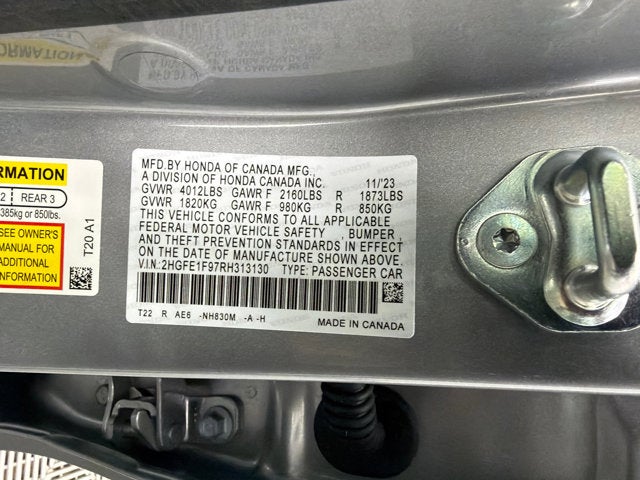 ORMATION
2 REAR 3
385kg or 850lbs.
SEE OWNER'S
MANUAL FOR
ADDITIONAL
INFORMATION
T20 A1
MFD.BY HONDA OF CANADA MFG.,
A DIVISION OF HONDA CANADA INC. 11/'23
GVWR 4012LBS GAWR F 2160LBS R 1873LBS
GVWR 1820KG GAWR F 980KG R 850KG
THIS VEHICLE CONFORMS TO ALL APPLICABLE
FEDERAL MOTOR VEHICLE SAFETY , BUMPER ,
AND THEFT PREVENTION STANDARDS IN EFFECT
ON THE DATE OF MANUFACTURE SHOWN ABOVE.
V.I.N.:2HGFE1F97RH313130 TYPE: PASSENGER CAR
T22 R AE6 -NH830M -A -H
MADE IN CANADA